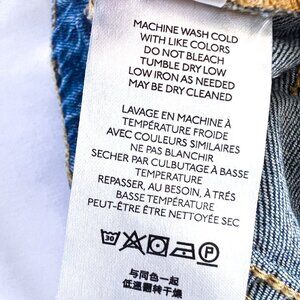 MACHINE WASH COLD
WITH LIKE COLORS
DO NOT BLEACH
TUMBLE DRY LOW
LOW IRON AS NEEDED
MAY BE DRY CLEANED
LAVAGE EN MACHINE À
TEMPÉRATURE FROIDE
AVEC COULEURS SIMILAIRES
NE PAS BLANCHIR
SECHER PAR CULBUTAGE À BASSE
TEMPERATURE
REPASSER, AU BESOIN, À TRÉS
BASSE TEMPÉRATURE
PEUT-ÊTRE ÊTRE NETTOYÉE SEC
30 P
与同色一起
低温翻转干燥